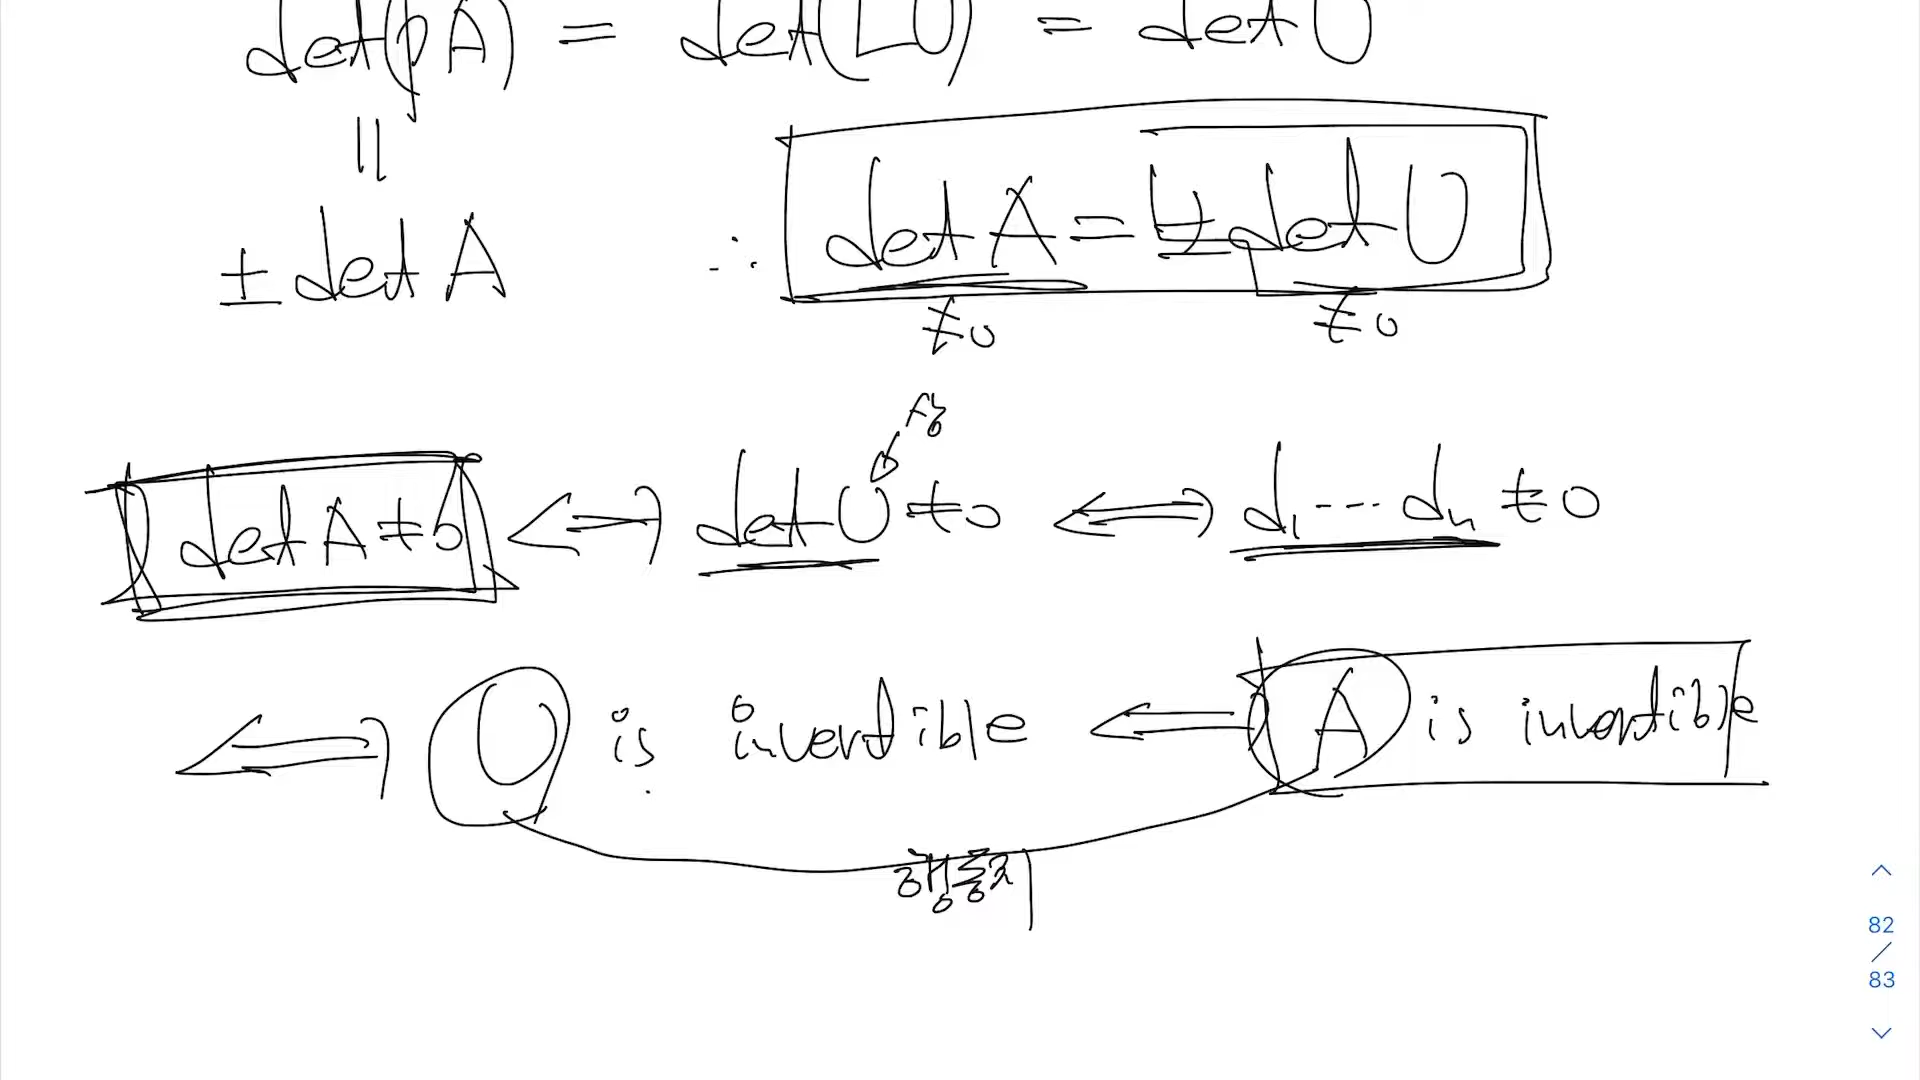 det(PA) = det(LU) = det U
||
± det A ∴ det A = ± det U
≠0 ≠0
det A ≠ 0 ⟺ det U ≠ 0 ⟺ d₁ ⋯ dₙ ≠ 0
⟺ U is invertible ⟸ A is invertible
행동치
82
/
83